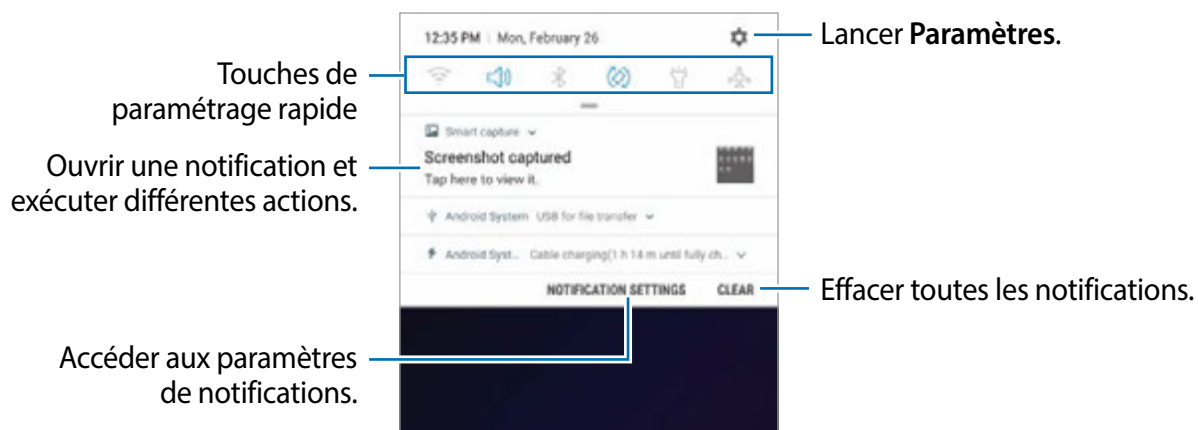 12:35 PM | Mon, February 26
Lancer Paramètres.
Touches de
paramétrage rapide
Smart capture
Screenshot captured
Tap here to view it.
Ouvrir une notification et
exécuter différentes actions.
Android System USB for file transfer
Android Syst... Cable charging(1 h 14 m until fully ch...
NOTIFICATION SETTINGS CLEAR
Effacer toutes les notifications.
Accéder aux paramètres
de notifications.